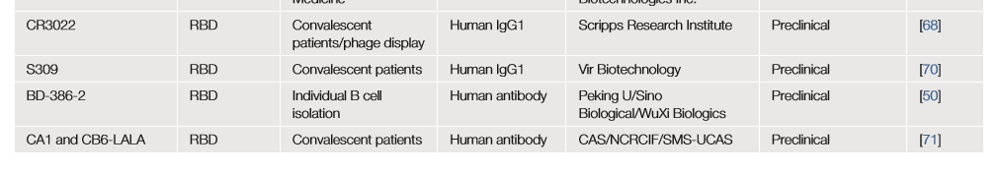 Medicine Biotechnologies Inc.
CR3022 RBD Convalescent Human IgG1 Scripps Research Institute Preclinical [68]
patients/phage display
S309 RBD Convalescent patients Human IgG1 Vir Biotechnology Preclinical [70]
BD-386-2 RBD Individual B cell Human antibody Peking U/Sino Preclinical [50]
isolation Biological/WuXi Biologics
CA1 and CB6-LALA RBD Convalescent patients Human antibody CAS/NCRCIF/SMS-UCAS Preclinical [71]